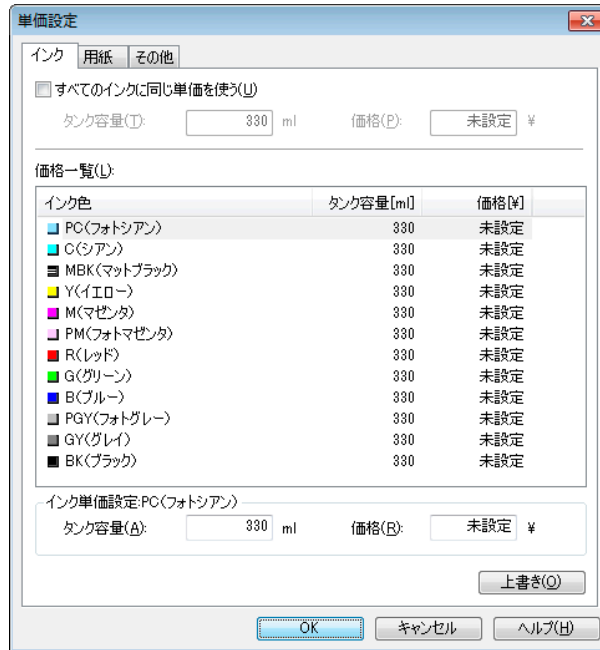 単価設定
インク 用紙 その他
すべてのインクに同じ単価を使う(U)
タンク容量(T): 330 ml 価格(P): 未設定 ¥
価格一覧(L):
インク色 タンク容量[ml] 価格[¥]
PC(フォトシアン) 330 未設定
C(シアン) 330 未設定
MBK(マットブラック) 330 未設定
Y(イエロー) 330 未設定
M(マゼンタ) 330 未設定
PM(フォトマゼンタ) 330 未設定
R(レッド) 330 未設定
G(グリーン) 330 未設定
B(ブルー) 330 未設定
PGY(フォトグレー) 330 未設定
GY(グレイ) 330 未設定
BK(ブラック) 330 未設定
インク単価設定:PC(フォトシアン)
タンク容量(A): 330 ml 価格(R): 未設定 ¥
上書き(O)
OK キャンセル ヘルプ(H)